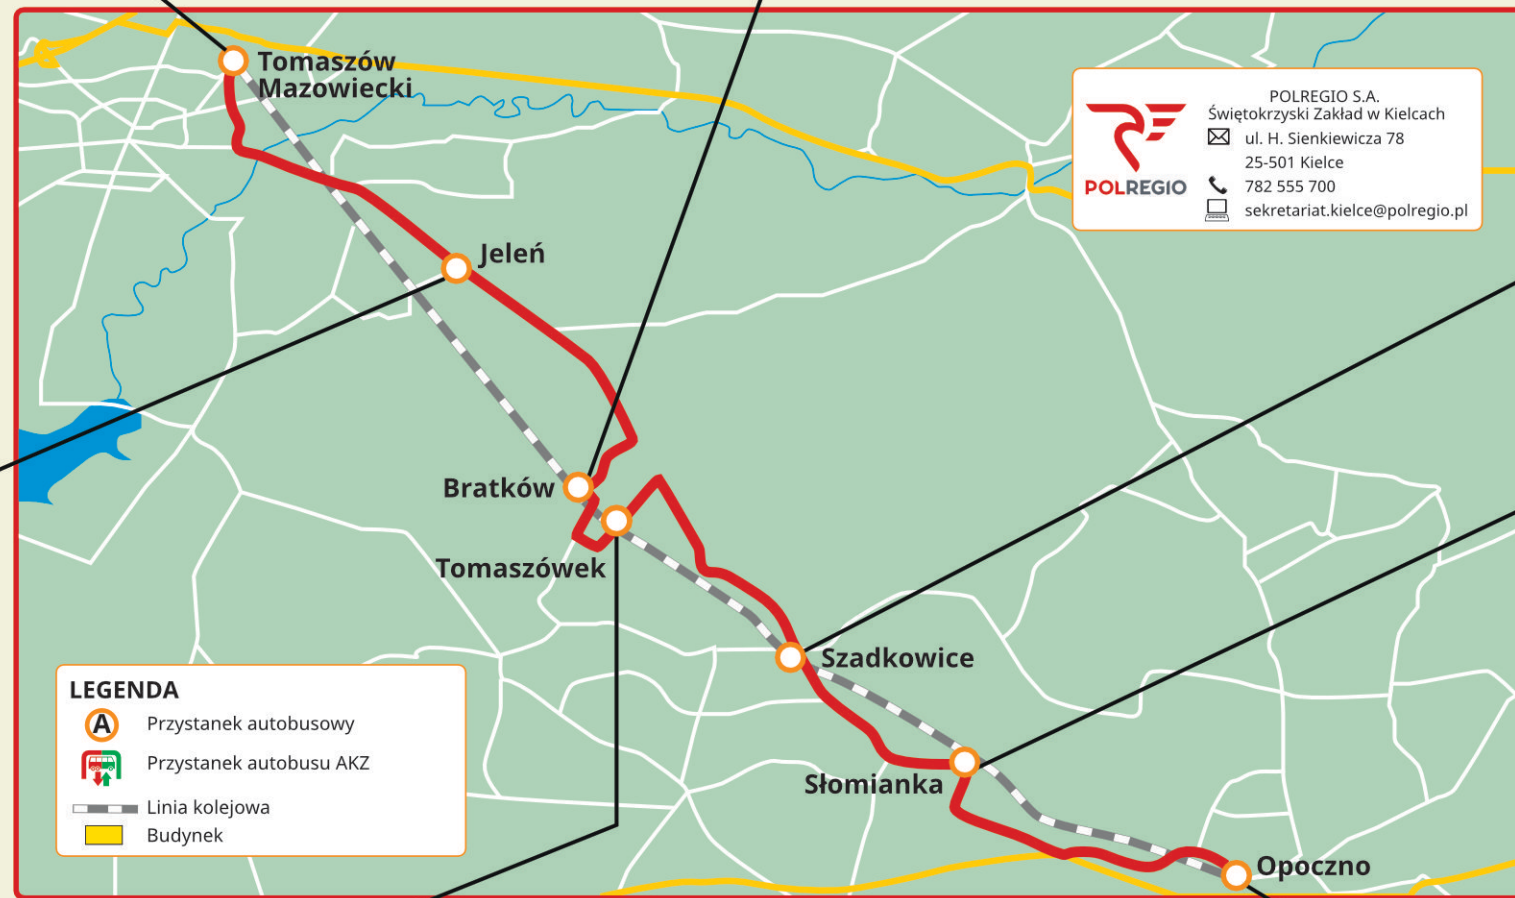 Tomaszów
Mazowiecki
POLREGIO S.A.
Świętokrzyski Zakład w Kielcach
ul. H. Sienkiewicza 78
25-501 Kielce
782 555 700
sekretariat.kielce@polregio.pl
POLREGIO
Jeleń
Bratków
Tomaszówek
Szadkowice
Słomianka
Opoczno
LEGENDA
A Przystanek autobusowy
Przystanek autobusu AKZ
Linia kolejowa
Budynek